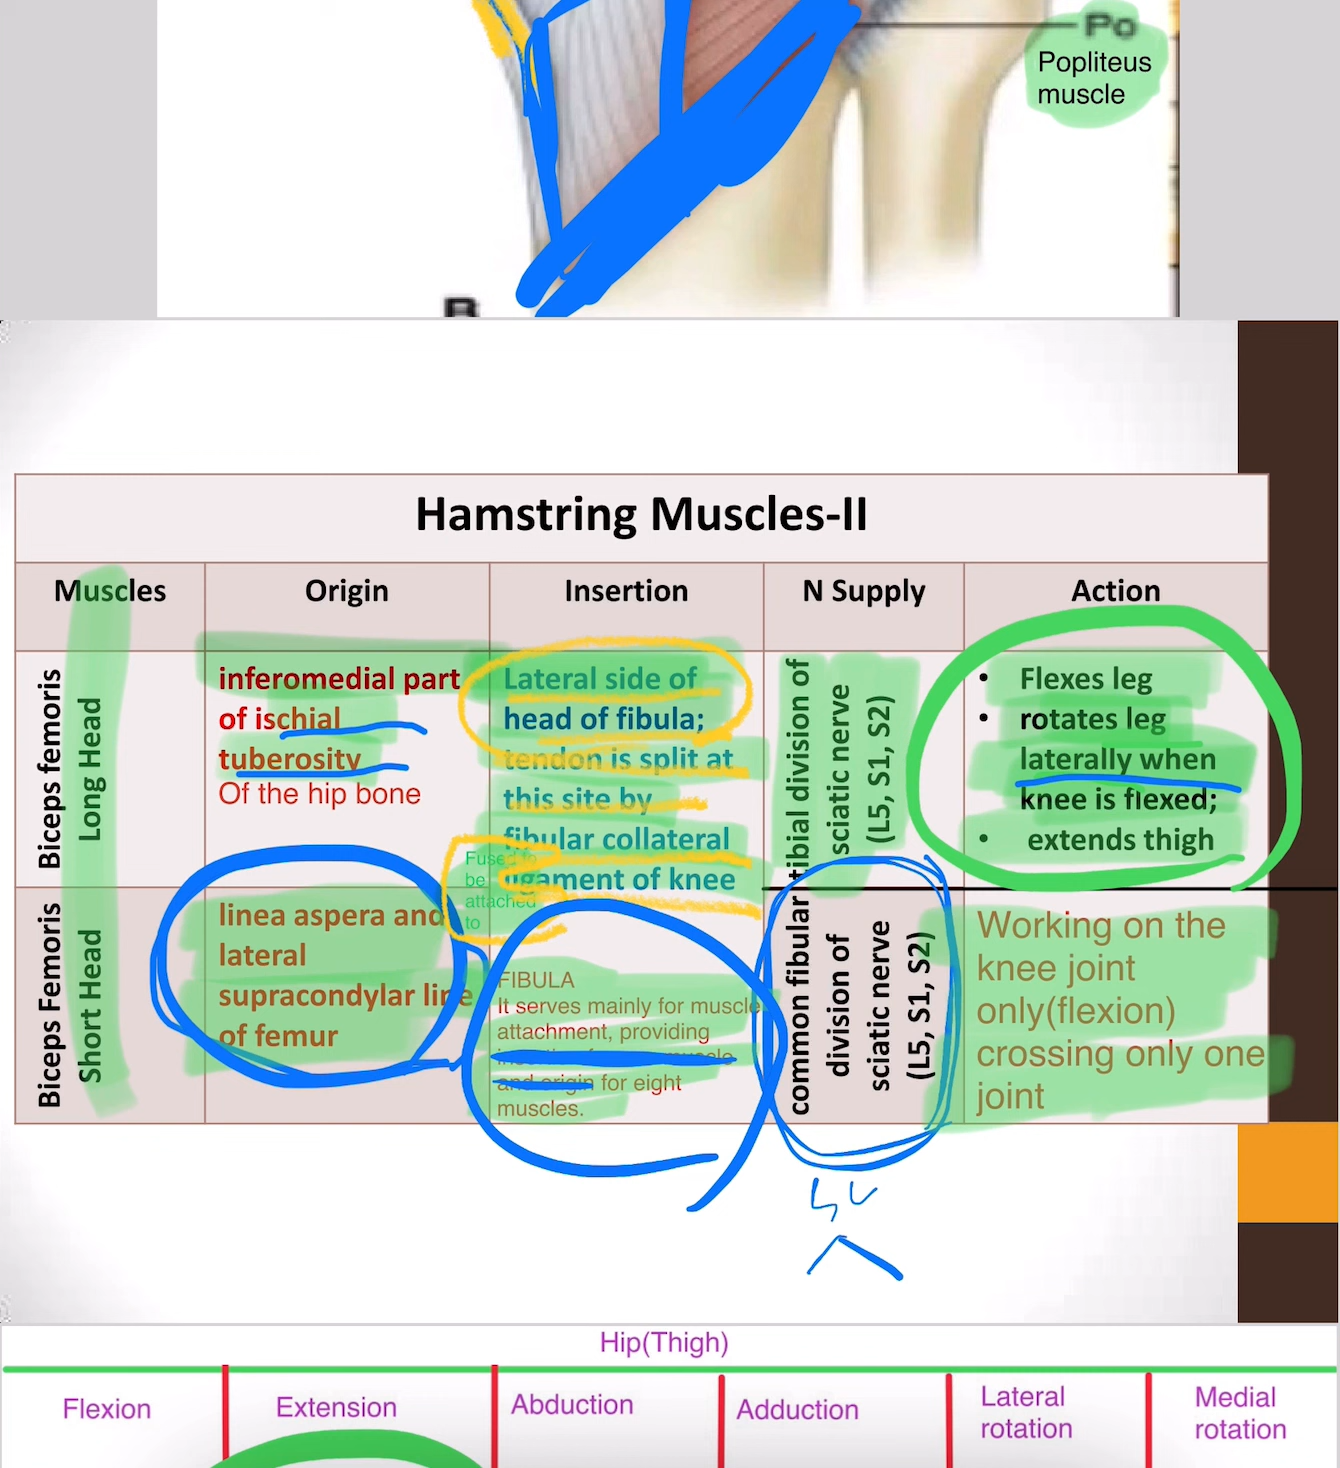 Po
Popliteus
muscle
B
Hamstring Muscles-II
Muscles
Origin
Insertion
N Supply
Action
Biceps femoris
Long Head
inferomedial part
of ischial
tuberosity
Of the hip bone
Lateral side of
head of fibula;
tendon is split at
this site by
fibular collateral
ligament of knee
Fused to
be
attached
to
tibial division of
sciatic nerve
(L5, S1, S2)
• Flexes leg
• rotates leg
laterally when
knee is flexed;
• extends thigh
Biceps Femoris
Short Head
linea aspera and
lateral
supracondylar line
of femur
FIBULA
It serves mainly for muscle
attachment, providing
muscle
and origin for eight
muscles.
common fibular
division of
sciatic nerve
(L5, S1, S2)
Working on the
knee joint
only(flexion)
crossing only one
joint
Hip(Thigh)
Flexion
Extension
Abduction
Adduction
Lateral
rotation
Medial
rotation